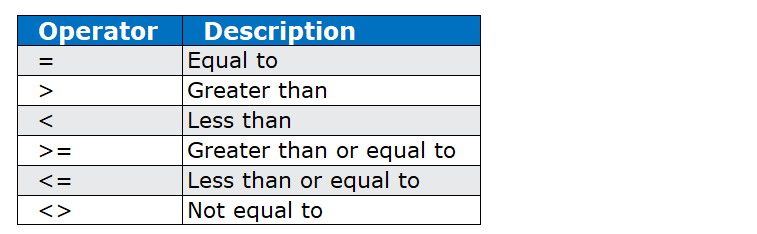 Operator Description
= Equal to
> Greater than
< Less than
>= Greater than or equal to
<= Less than or equal to
<> Not equal to